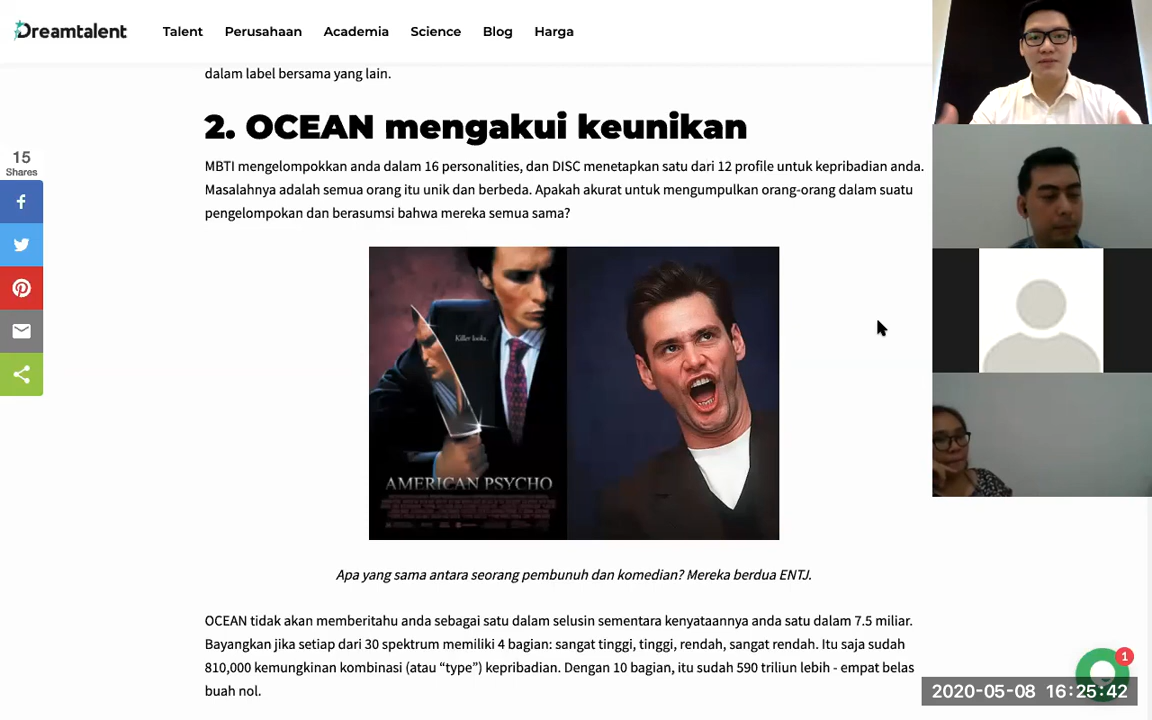 Dreamtalent
Talent Perusahaan Academia Science Blog Harga
dalam label bersama yang lain.
2. OCEAN mengakui keunikan
15
Shares
MBTI mengelompokkan anda dalam 16 personalities, dan DISC menetapkan satu dari 12 profile untuk kepribadian anda.
Masalahnya adalah semua orang itu unik dan berbeda. Apakah akurat untuk mengumpulkan orang-orang dalam suatu
pengelompokan dan berasumsi bahwa mereka semua sama?
Killer looks.
AMERICAN PSYCHO
Apa yang sama antara seorang pembunuh dan komedian? Mereka berdua ENTJ.
OCEAN tidak akan memberitahu anda sebagai satu dalam selusin sementara kenyataannya anda satu dalam 7.5 miliar.
Bayangkan jika setiap dari 30 spektrum memiliki 4 bagian: sangat tinggi, tinggi, rendah, sangat rendah. Itu saja sudah
810,000 kemungkinan kombinasi (atau “type”) kepribadian. Dengan 10 bagian, itu sudah 590 triliun lebih - empat belas
buah nol.
1
2020-05-08 16:25:42